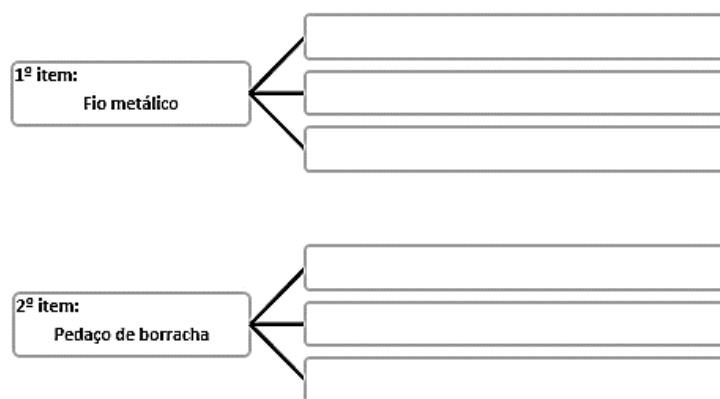 1º item:
Fio metálico
2º item:
Pedaço de borracha